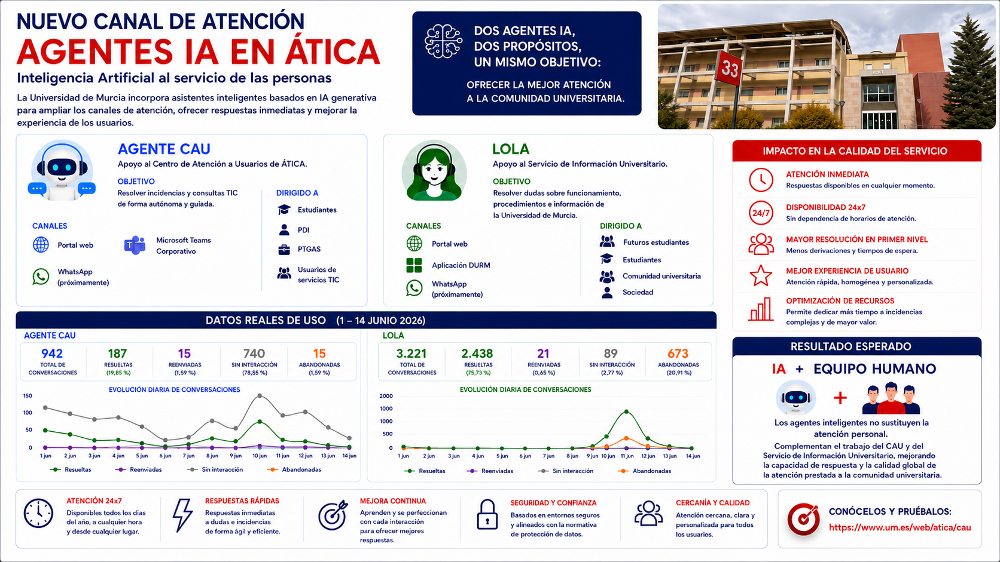 NUEVO CANAL DE ATENCIÓN
AGENTES IA EN ÁTICA
Inteligencia Artificial al servicio de las personas
La Universidad de Murcia incorpora asistentes inteligentes basados en IA generativa
para ampliar los canales de atención, ofrecer respuestas inmediatas y mejorar la
experiencia de los usuarios.
DOS AGENTES IA,
DOS PROPÓSITOS,
UN MISMO OBJETIVO:
OFRECER LA MEJOR ATENCIÓN
A LA COMUNIDAD UNIVERSITARIA.
33
AGENTE CAU
Apoyo al Centro de Atención a Usuarios de ÁTICA.
OBJETIVO
Resolver incidencias y consultas TIC
de forma autónoma y guiada.
CANALES
Portal web
Microsoft Teams
Corporativo
WhatsApp
(próximamente)
DIRIGIDO A
Estudiantes
PDI
PTGAS
Usuarios de
servicios TIC
LOLA
Apoyo al Servicio de Información Universitario.
OBJETIVO
Resolver dudas sobre funcionamiento,
procedimientos e información de
la Universidad de Murcia.
CANALES
Portal web
Aplicación DURM
WhatsApp
(próximamente)
DIRIGIDO A
Futuros estudiantes
Estudiantes
Comunidad universitaria
Sociedad
IMPACTO EN LA CALIDAD DEL SERVICIO
ATENCIÓN INMEDIATA
Respuestas disponibles en cualquier momento.
24/7
DISPONIBILIDAD 24x7
Sin dependencia de horarios de atención.
MAYOR RESOLUCIÓN EN PRIMER NIVEL
Menos derivaciones y tiempos de espera.
MEJOR EXPERIENCIA DE USUARIO
Atención rápida, homogénea y personalizada.
OPTIMIZACIÓN DE RECURSOS
Permite dedicar más tiempo a incidencias
complejas y de mayor valor.
DATOS REALES DE USO (1 – 14 JUNIO 2026)
AGENTE CAU
942
TOTAL DE
CONVERSACIONES
187
RESUELTAS
(19,85 %)
15
REENVIADAS
(1,59 %)
740
SIN INTERACCIÓN
(78,55 %)
15
ABANDONADAS
(1,59 %)
EVOLUCIÓN DIARIA DE CONVERSACIONES
150
100
50
0
1 jun 2 jun 3 jun 4 jun 5 jun 6 jun 7 jun 8 jun 9 jun 10 jun 11 jun 12 jun 13 jun 14 jun
Resueltas Reenviadas Sin interacción Abandonadas
LOLA
3.221
TOTAL DE
CONVERSACIONES
2.438
RESUELTAS
(75,73 %)
21
REENVIADAS
(0,65 %)
89
SIN INTERACCIÓN
(2,77 %)
673
ABANDONADAS
(20,91 %)
EVOLUCIÓN DIARIA DE CONVERSACIONES
2000
1000
1000
500
0
1 jun 2 jun 3 jun 4 jun 5 jun 6 jun 7 jun 8 jun 9 jun 10 jun 11 jun 12 jun 13 jun 14 jun
Resueltas Reenviadas Sin interacción Abandonadas
RESULTADO ESPERADO
IA + EQUIPO HUMANO
+
Los agentes inteligentes no sustituyen la
atención personal.
Complementan el trabajo del CAU y del
Servicio de Información Universitario, mejorando
la capacidad de respuesta y la calidad global de
la atención prestada a la comunidad universitaria.
ATENCIÓN 24x7
Disponibles todos los días
del año, a cualquier hora
y desde cualquier lugar.
RESPUESTAS RÁPIDAS
Respuestas inmediatas
a dudas e incidencias
de forma ágil y eficiente.
MEJORA CONTINUA
Aprenden y se perfeccionan
con cada interacción
para ofrecer mejores
respuestas.
SEGURIDAD Y CONFIANZA
Basados en entornos seguros
y alineados con la normativa
de protección de datos.
CERCANÍA Y CALIDAD
Atención cercana, clara y
personalizada para todos
los usuarios.
CONÓCELOS Y PRUÉBALOS:
https://www.um.es/web/atica/cau